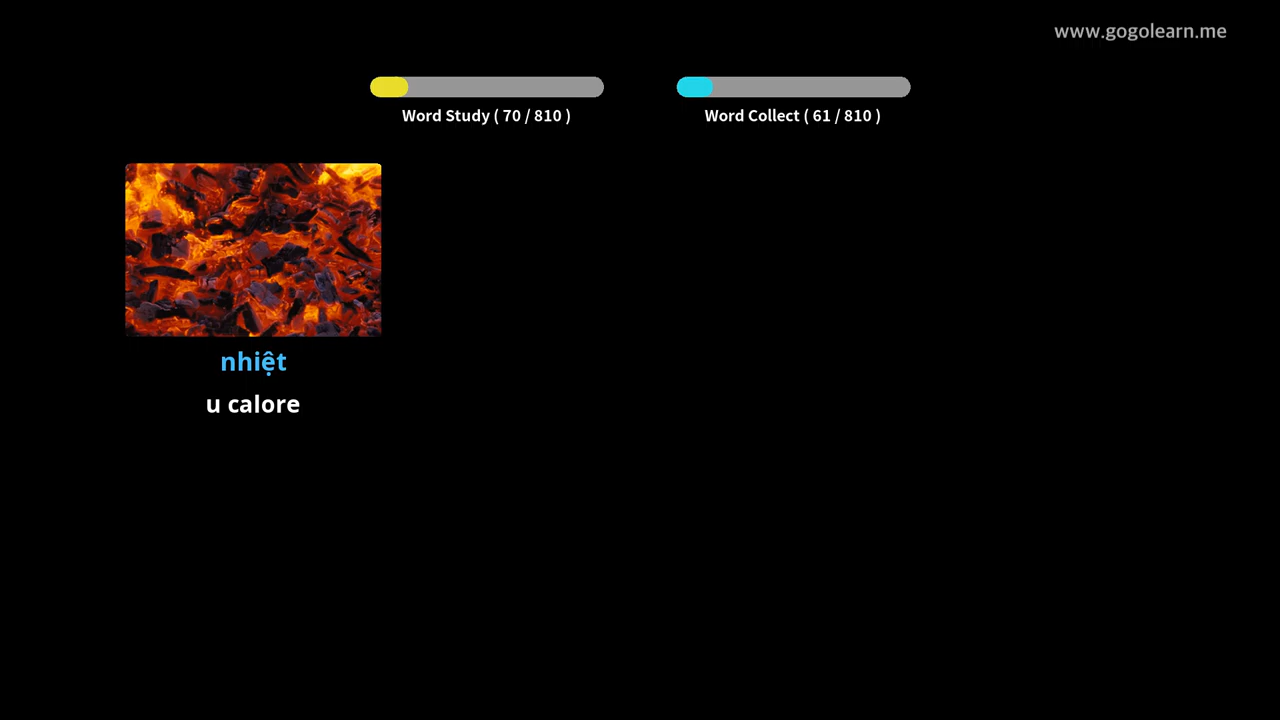 www.gogolearn.me
Word Study ( 70 / 810 )
Word Collect ( 61 / 810 )
nhiệt
u calore